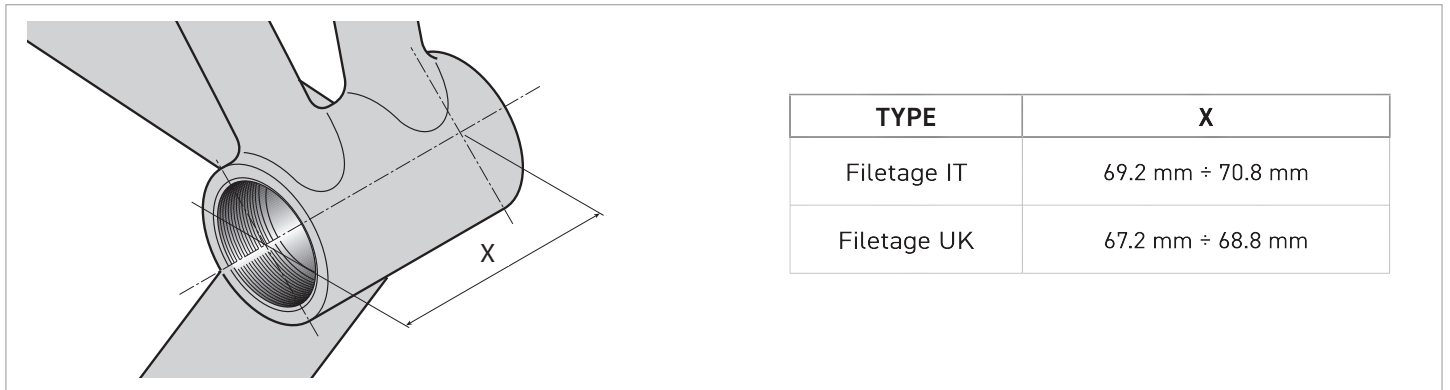 X
TYPE X
Filetage IT 69.2 mm ÷ 70.8 mm
Filetage UK 67.2 mm ÷ 68.8 mm